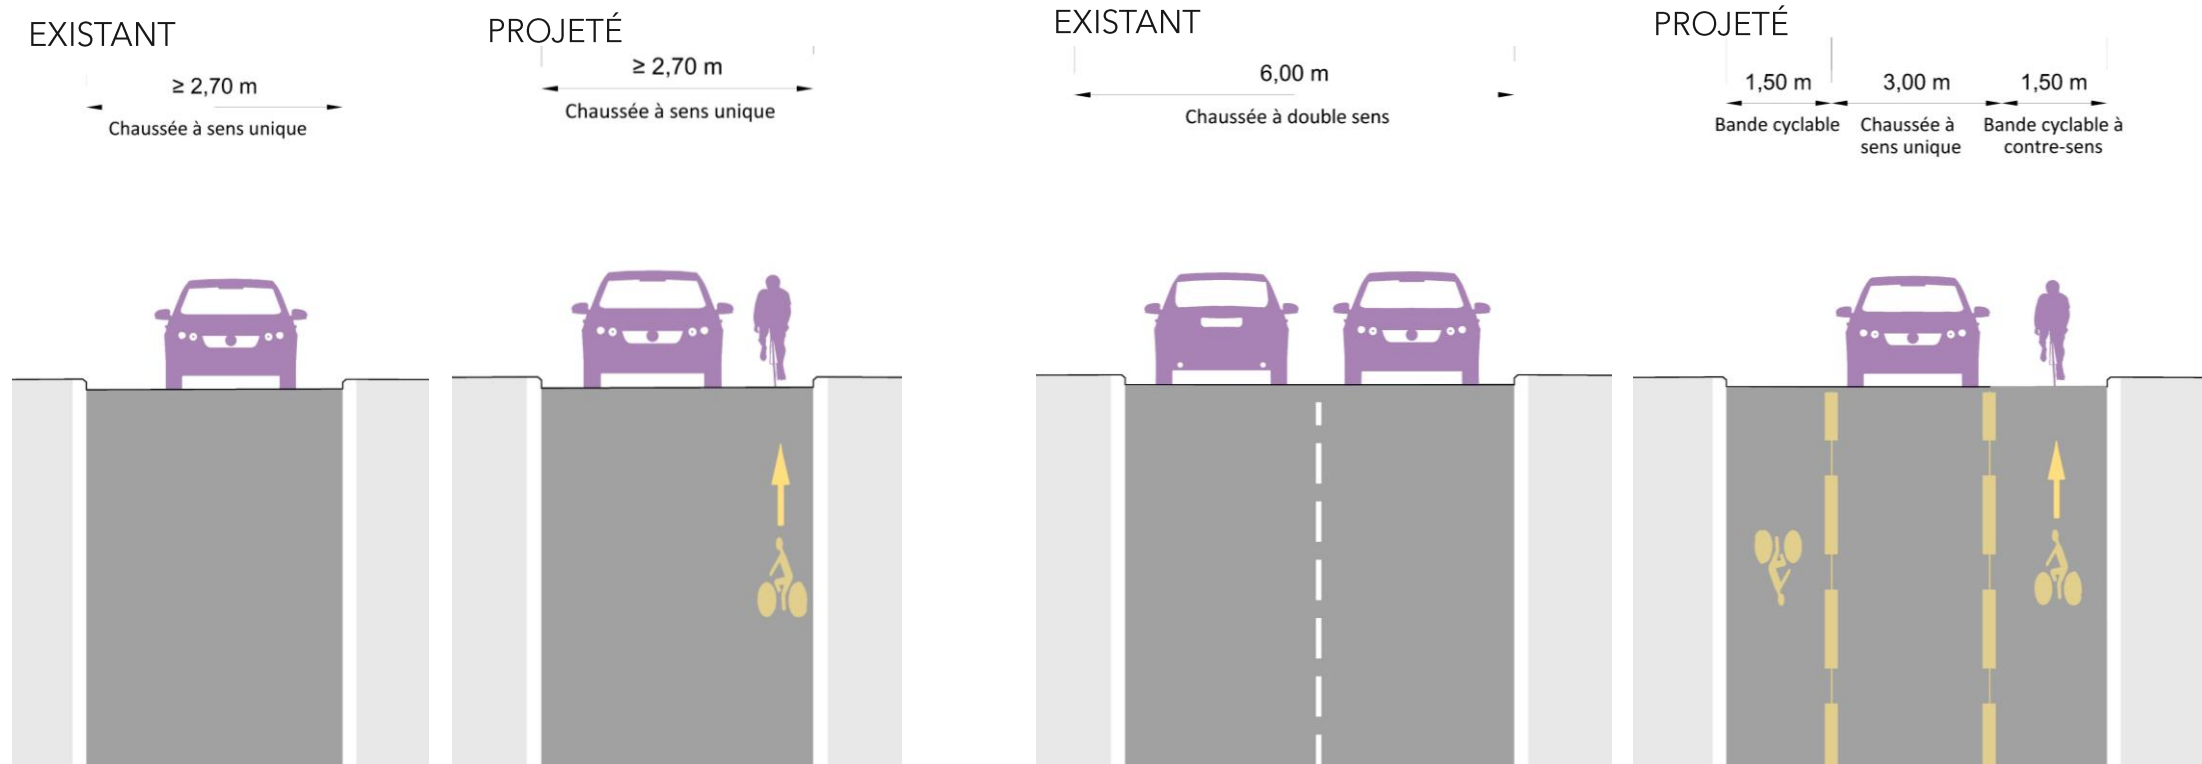 EXISTANT
≥ 2,70 m
Chaussée à sens unique
PROJETÉ
≥ 2,70 m
Chaussée à sens unique
EXISTANT
6,00 m
Chaussée à double sens
PROJETÉ
1,50 m
3,00 m
1,50 m
Bande cyclable
Chaussée à
sens unique
Bande cyclable à
contre-sens